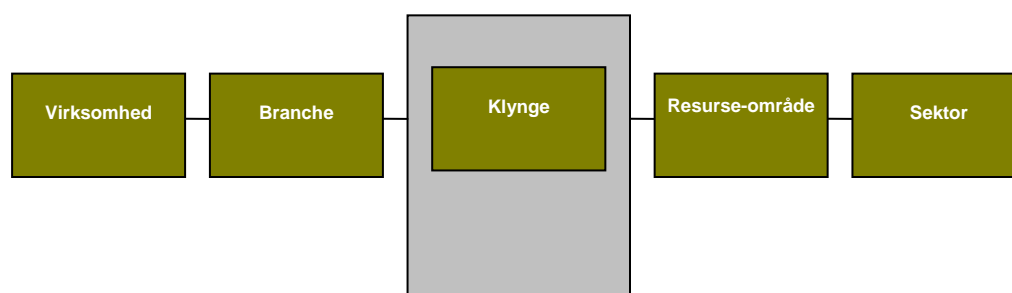 Virksomhed
Branche
Klynge
Resurse-område
Sektor